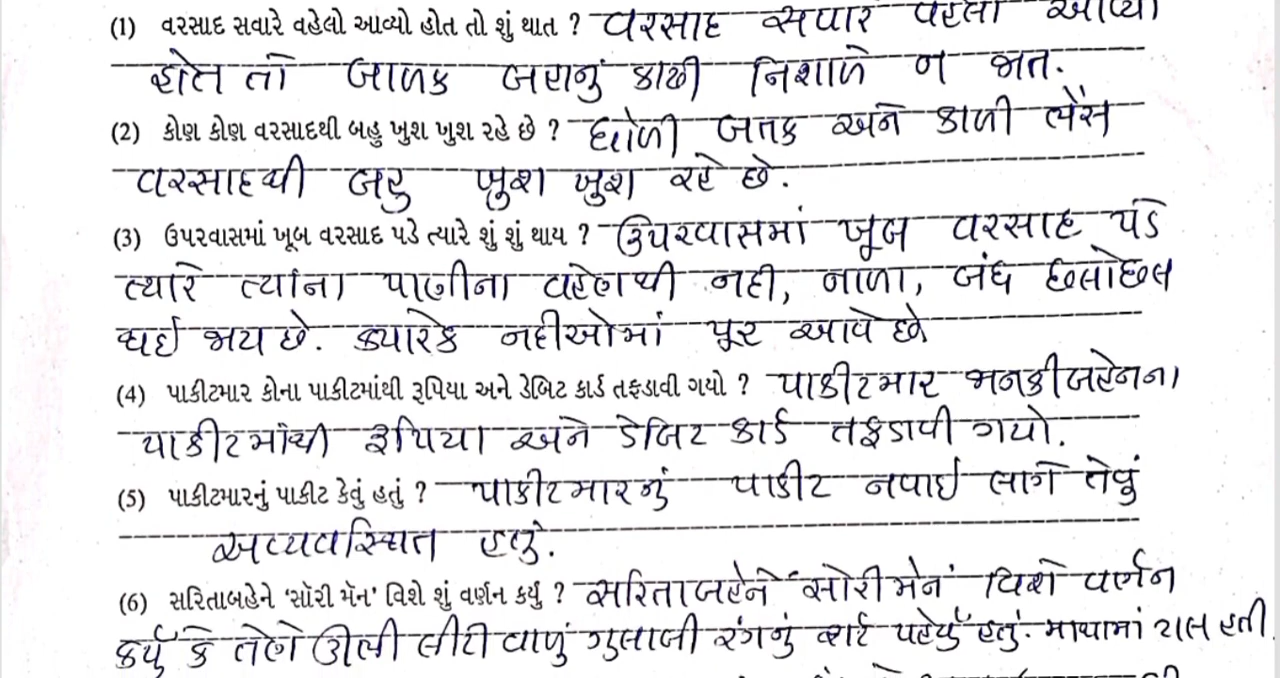 (1) વરસાદ સવારે વહેલો આવ્યો હોત તો શું થાત ? વરસાદ સવારે વહેલો આવ્યો
હોત તો બાળક બહાનું કાઢી નિશાળે ન જાત.
(2) કોણ કોણ વરસાદથી બહુ ખુશ ખુશ રહે છે ? ધોળી બતક અને કાળી ભેંસ
વરસાદથી બહુ ખુશ ખુશ રહે છે.
(3) ઉપરવાસમાં ખૂબ વરસાદ પડે ત્યારે શું શું થાય ? ઉપરવાસમાં ખૂબ વરસાદ પડે
ત્યારે ત્યાંના પાણીના વહેણથી નદી, નાળા, બંધ છલોછલ
થઈ જાય છે. ક્યારેક નદીઓમાં પૂર આવે છે
(4) પાકીટમાર કોના પાકીટમાંથી રૂપિયા અને ડેબિટ કાર્ડ તફડાવી ગયો ? પાકીટમાર જાનકીબહેનના
પાકીટમાંથી રૂપિયા અને ડેબિટ કાર્ડ તફડાવી ગયો.
(5) પાકીટમારનું પાકીટ કેતું હતું ? પાકીટમારનું પાકીટ નવાઈ લાગે તેવું
અવ્યવસ્થિત હતું.
(6) સરિતાબહેને ‘સૉરી મૅન’ વિશે શું વર્ણન કર્યું ? સરિતાબહેને સોરી મેન વિશે વર્ણન
કર્યું કે તેણે ઊભી લીટીવાળું ગુલાબી રંગનું શર્ટ પહેર્યું હતું. માથામાં ટાલ હતી